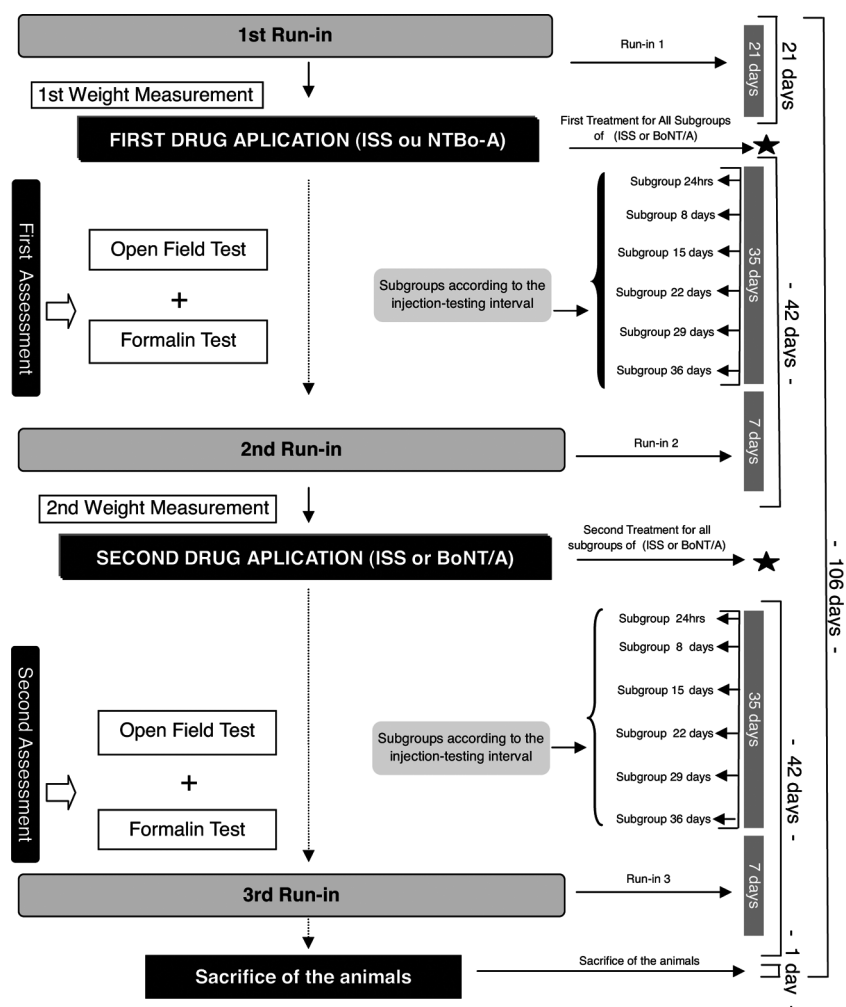 1st Run-in
Run-in 1
21 days
21 days
1st Weight Measurement
FIRST DRUG APLICATION (ISS ou NTBo-A)
First Treatment for All Subgroups
of (ISS or BoNT/A)
First Assessment
Open Field Test
+
Formalin Test
Subgroups according to the
injection-testing interval
Subgroup 24hrs
Subgroup 8 days
Subgroup 15 days
Subgroup 22 days
Subgroup 29 days
Subgroup 36 days
35 days
- 42 days -
2nd Run-in
Run-in 2
7 days
2nd Weight Measurement
SECOND DRUG APLICATION (ISS or BoNT/A)
Second Treatment for all
subgroups of (ISS or BoNT/A)
- 106 days -
Second Assessment
Open Field Test
+
Formalin Test
Subgroups according to the
injection-testing interval
Subgroup 24hrs
Subgroup 8 days
Subgroup 15 days
Subgroup 22 days
Subgroup 29 days
Subgroup 36 days
35 days
- 42 days -
3rd Run-in
Run-in 3
7 days
Sacrifice of the animals
Sacrifice of the animals
- 1 day -